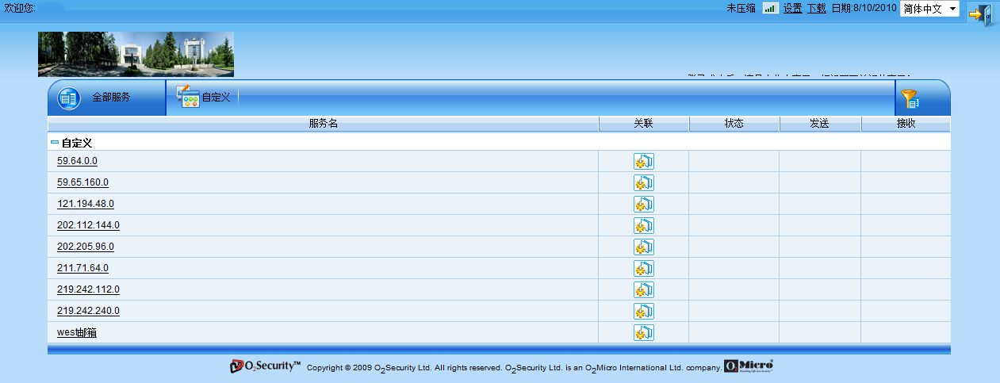 欢迎您:
未压缩 设置 下载 日期:8/10/2010 简体中文
全部服务 自定义
服务名 关联 状态 发送 接收
自定义
59.64.0.0
59.65.160.0
121.194.48.0
202.112.144.0
202.205.96.0
211.71.64.0
219.242.112.0
219.242.240.0
west邮箱
O2Security™ Copyright © 2009 O2Security Ltd. All rights reserved. O2Security Ltd. is an O2Micro International Ltd. company. O2Micro